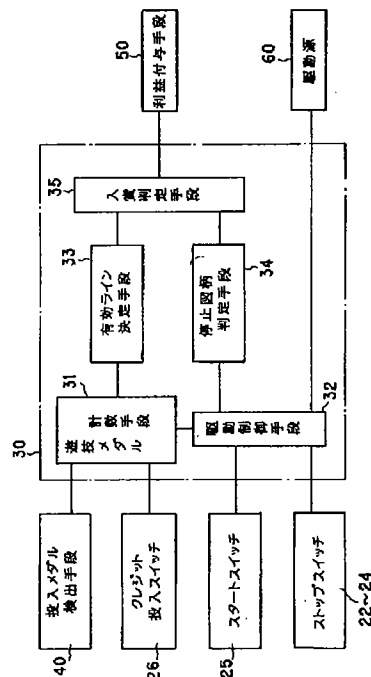 30
40
投入メダル
検出手段
26
クレジット
投入スイッチ
25
スタートスイッチ
22~24
ストップスイッチ
31
遊技メダル
計数手段
32
駆動制御手段
33
有効ライン
決定手段
34
停止図柄
判定手段
35
入賞判定手段
50
利益付与手段
60
駆動源